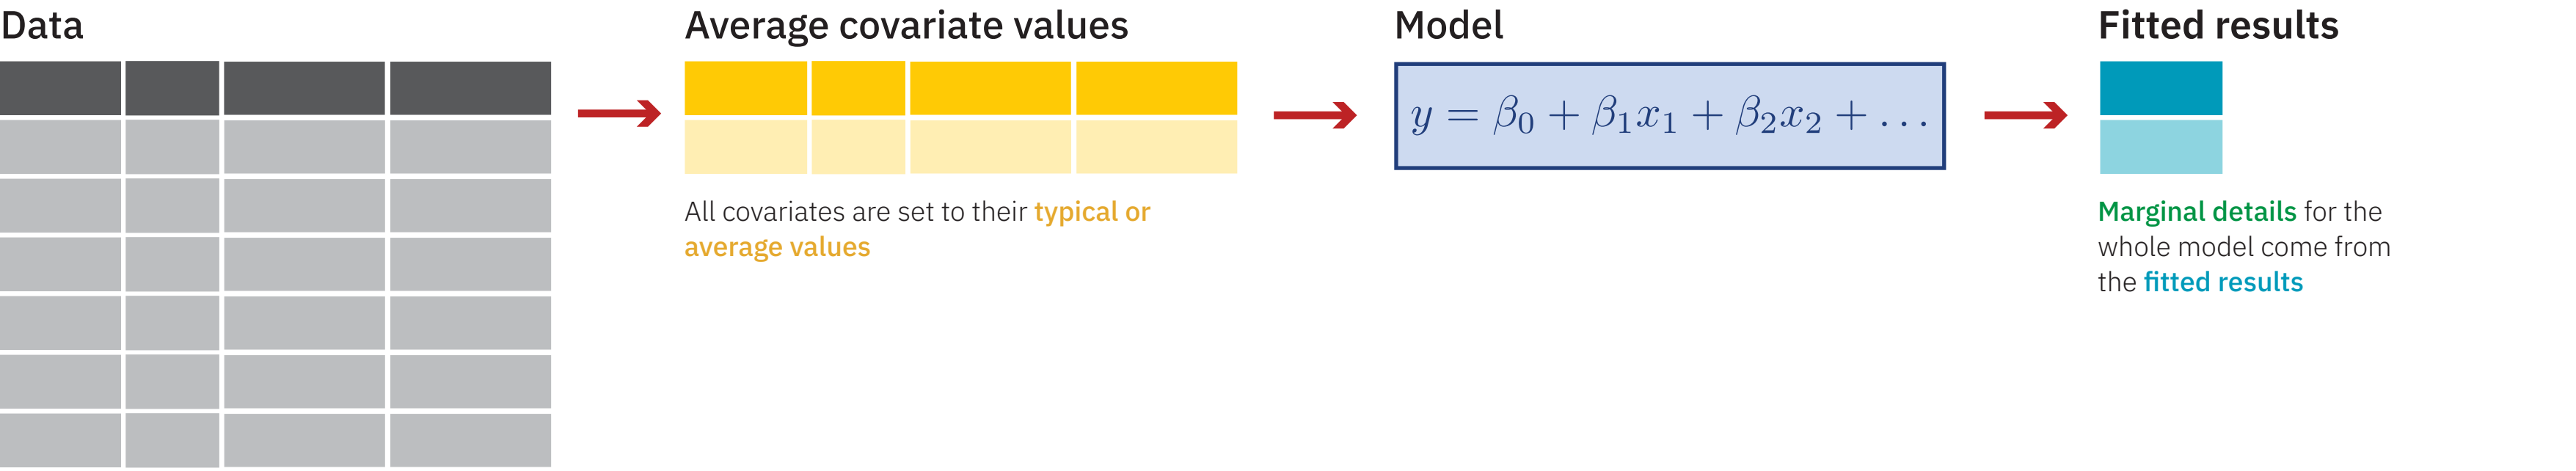 Data
Average covariate values
Model
Fitted results
y = β₀ + β₁x₁ + β₂x₂ + …
All covariates are set to their typical or
average values
Marginal details for the
whole model come from
the fitted results